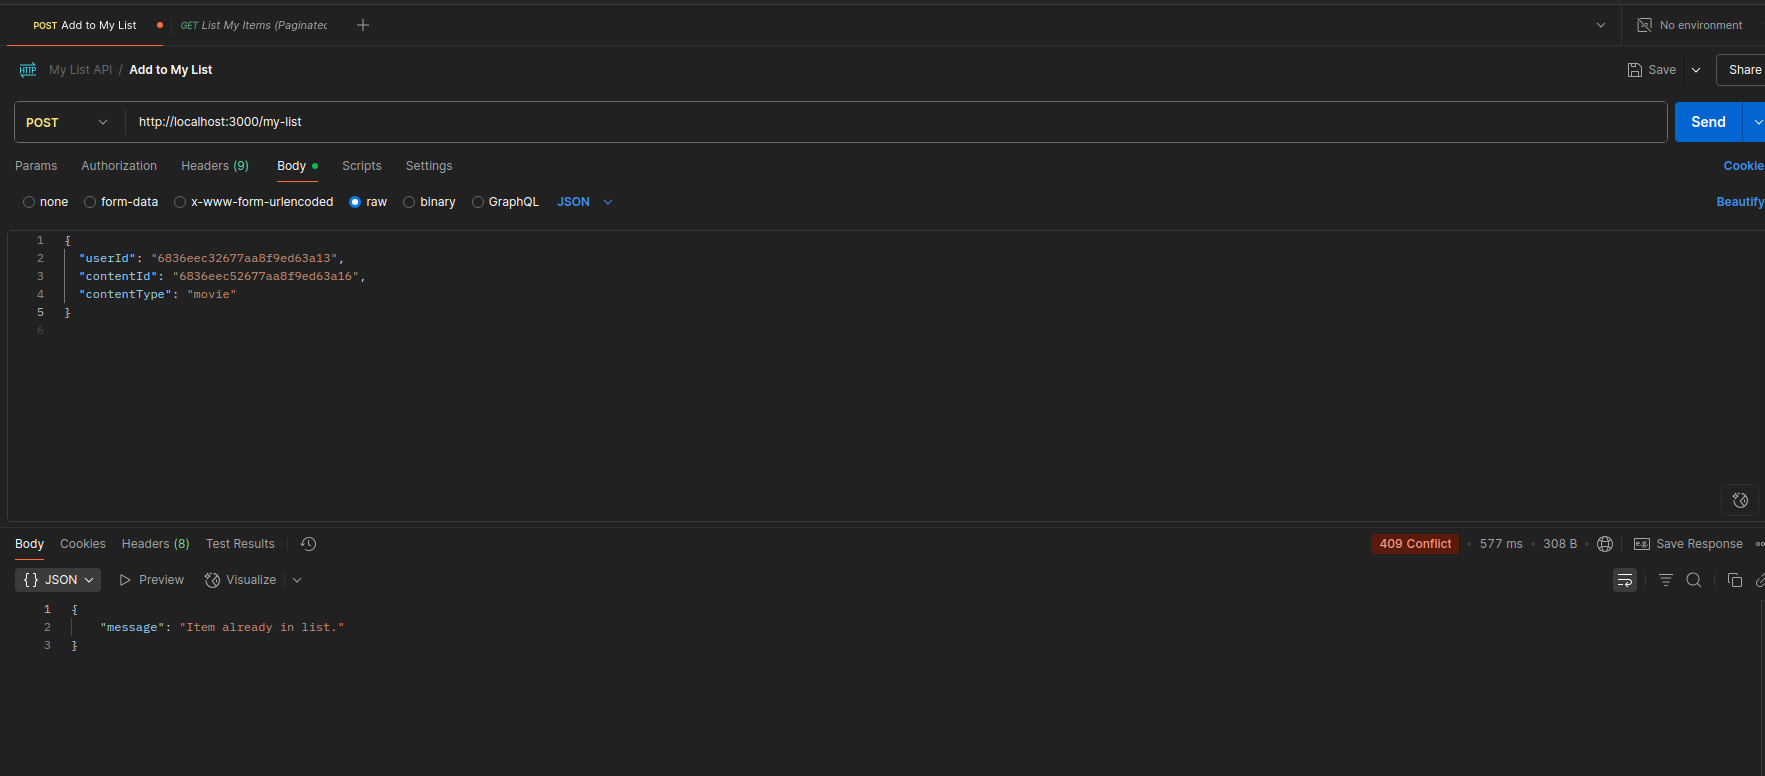 POST Add to My List GET List My Items (Paginated No environment
HTTP My List API / Add to My List Save Share
POST http://localhost:3000/my-list Send
Params Authorization Headers (9) Body Scripts Settings Cookie
none form-data x-www-form-urlencoded raw binary GraphQL JSON Beautify
1 {
2 "userId": "6836eec32677aa8f9ed63a13",
3 "contentId": "6836eec52677aa8f9ed63a16",
4 "contentType": "movie"
5 }
6
Body Cookies Headers (8) Test Results 409 Conflict • 577 ms • 308 B • e.g. Save Response
{} JSON Preview Visualize
1 {
2 "message": "Item already in list."
3 }